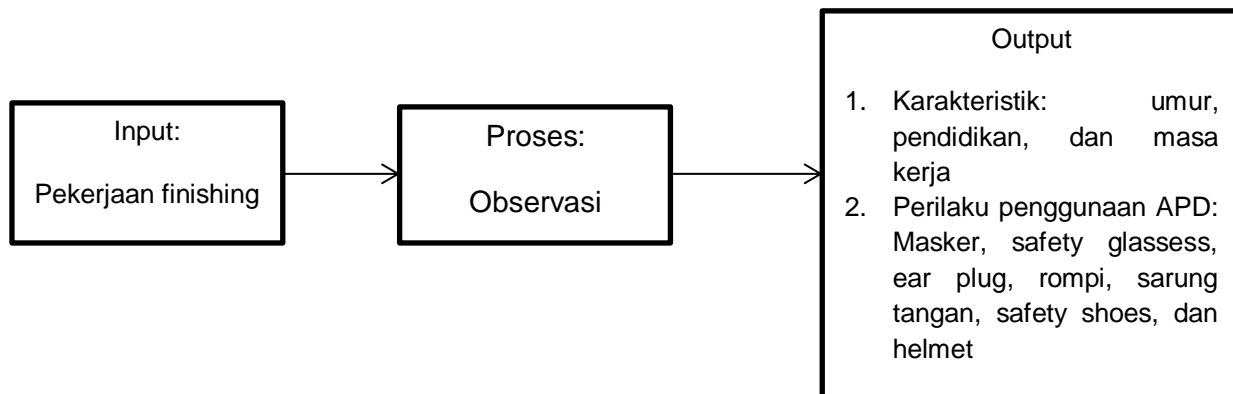 Input:
Pekerjaan finishing
Proses:
Observasi
Output
1. Karakteristik: umur,
pendidikan, dan masa
kerja
2. Perilaku penggunaan APD:
Masker, safety glassess,
ear plug, rompi, sarung
tangan, safety shoes, dan
helmet